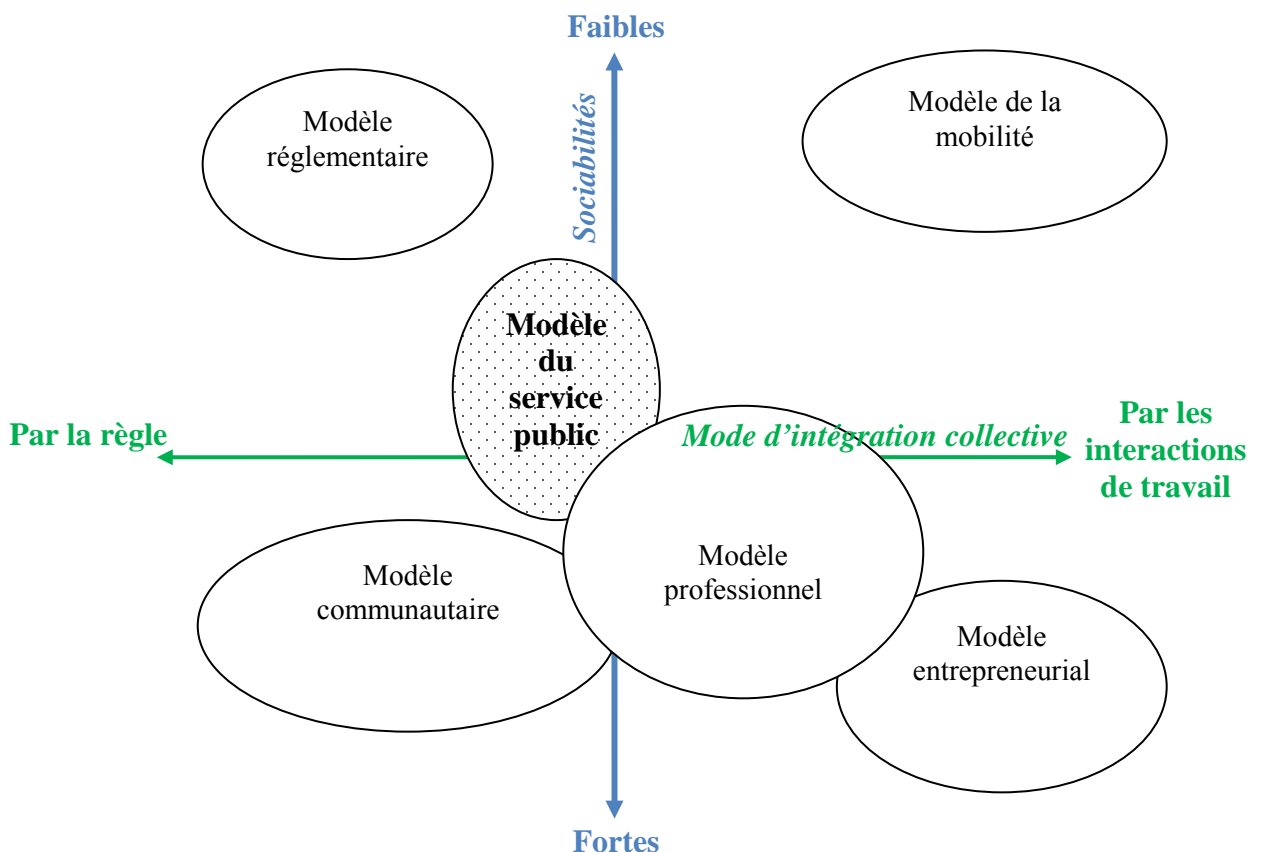 Faibles
Sociabilités
Modèle
réglementaire
Modèle de la
mobilité
Modèle
du
service
public
Par la règle
Mode d’intégration collective
Par les
interactions
de travail
Modèle
communautaire
Modèle
professionnel
Modèle
entrepreneurial
Fortes